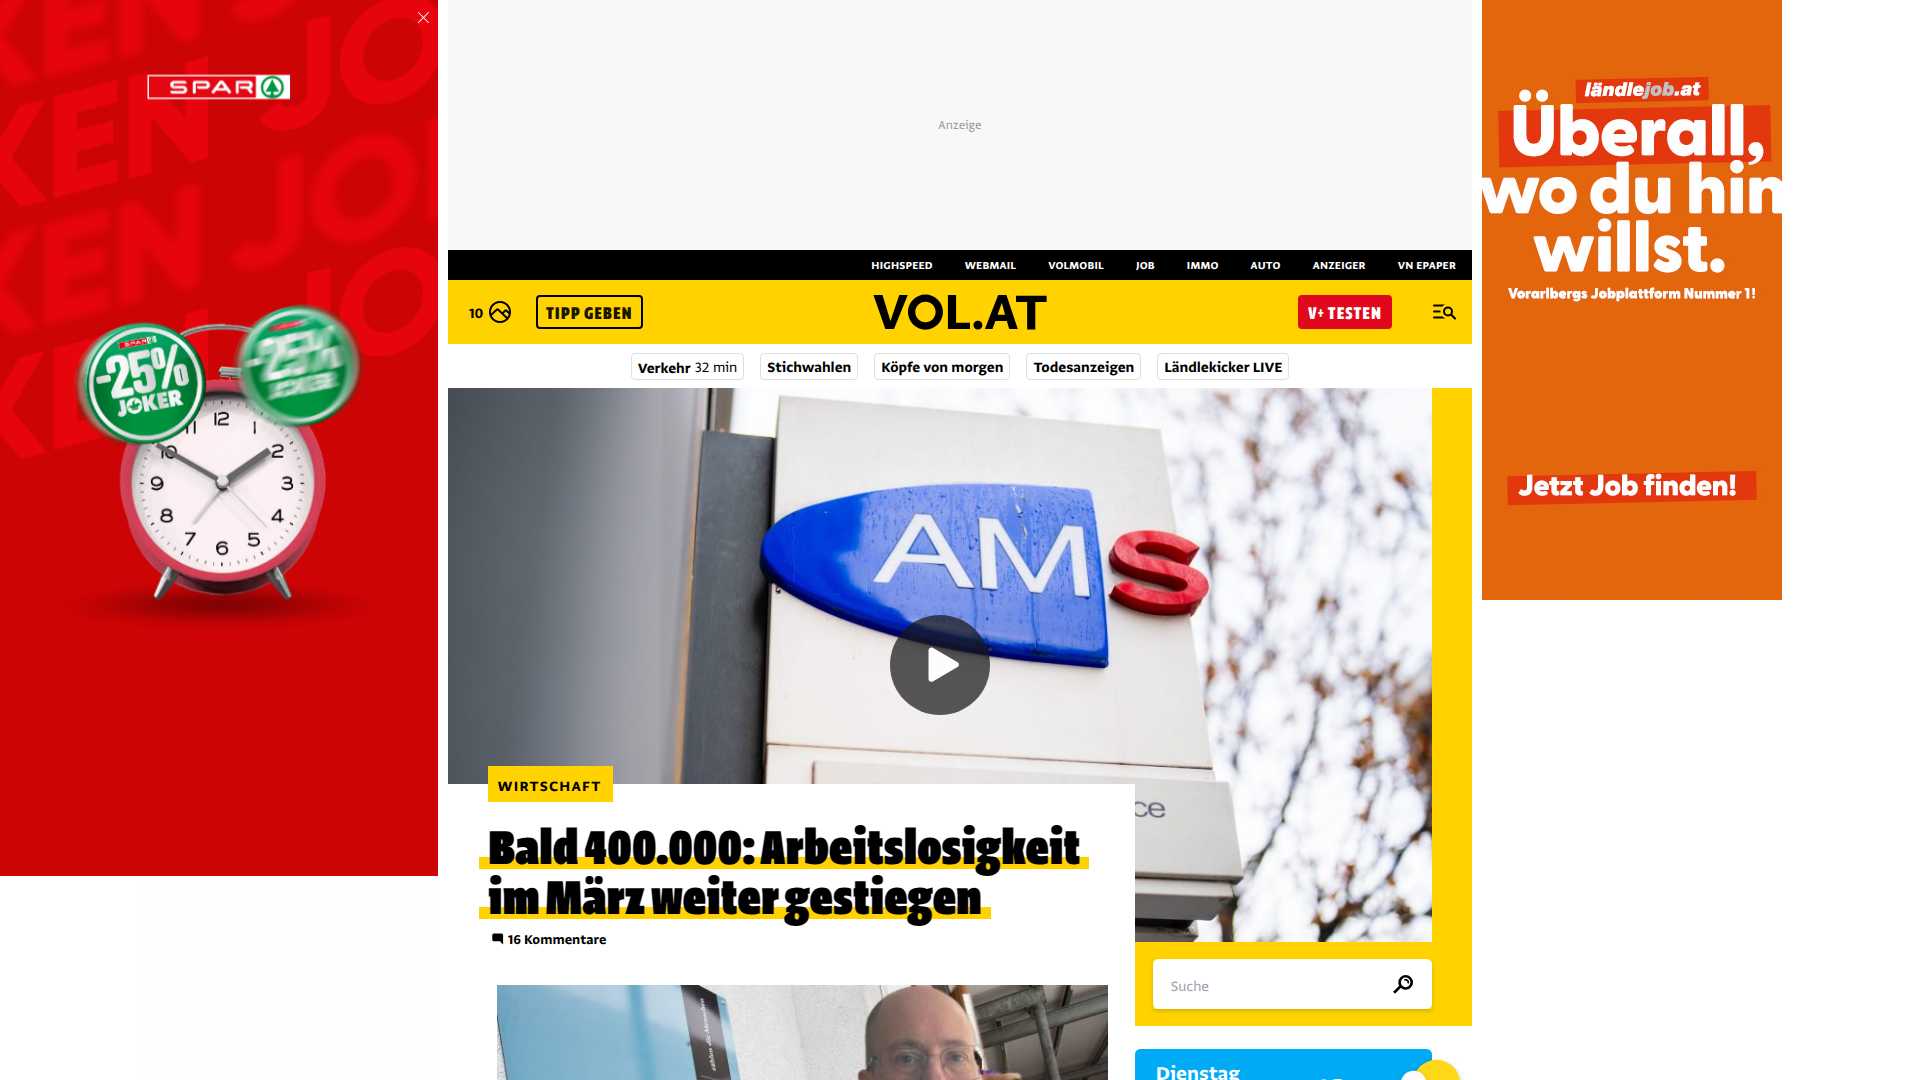 SPAR
-25%
JOKER
-25%
JOKER
Anzeige
HIGHSPEED
WEBMAIL
VOLMOBIL
JOB
IMMO
AUTO
ANZEIGER
VN EPAPER
10
TIPP GEBEN
VOL.AT
V+ TESTEN
Verkehr 32 min
Stichwahlen
Köpfe von morgen
Todesanzeigen
Ländlekicker LIVE
AMS
WIRTSCHAFT
Bald 400.000: Arbeitslosigkeit
im März weiter gestiegen
16 Kommentare
Suche
Dienstag
ländlejob.at
Überall,
wo du hin
willst.
Vorarlbergs Jobplattform Nummer 1!
Jetzt Job finden!